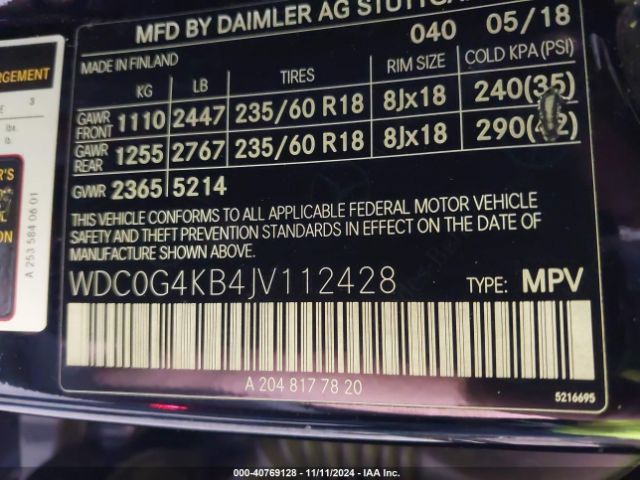 MFD BY DAIMLER AG
040 05/18
MADE IN FINLAND
KG LB TIRES RIM SIZE COLD KPA(PSI)
GAWR FRONT 1110 2447 235/60 R18 8Jx18 240(35)
GAWR REAR 1255 2767 235/60 R18 8Jx18 290(
GVWR 2365 5214
THIS VEHICLE CONFORMS TO ALL APPLICABLE FEDERAL MOTOR VEHICLE
SAFETY AND THEFT PREVENTION STANDARDS IN EFFECT ON THE DATE OF
MANUFACTURE SHOWN ABOVE.
WDC0G4KB4JV112428 TYPE: MPV
A 204 817 78 20
5216695
A 253 584 06 01
lbs.
lb.
000-40769128 - 11/11/2024 - IAA Inc.